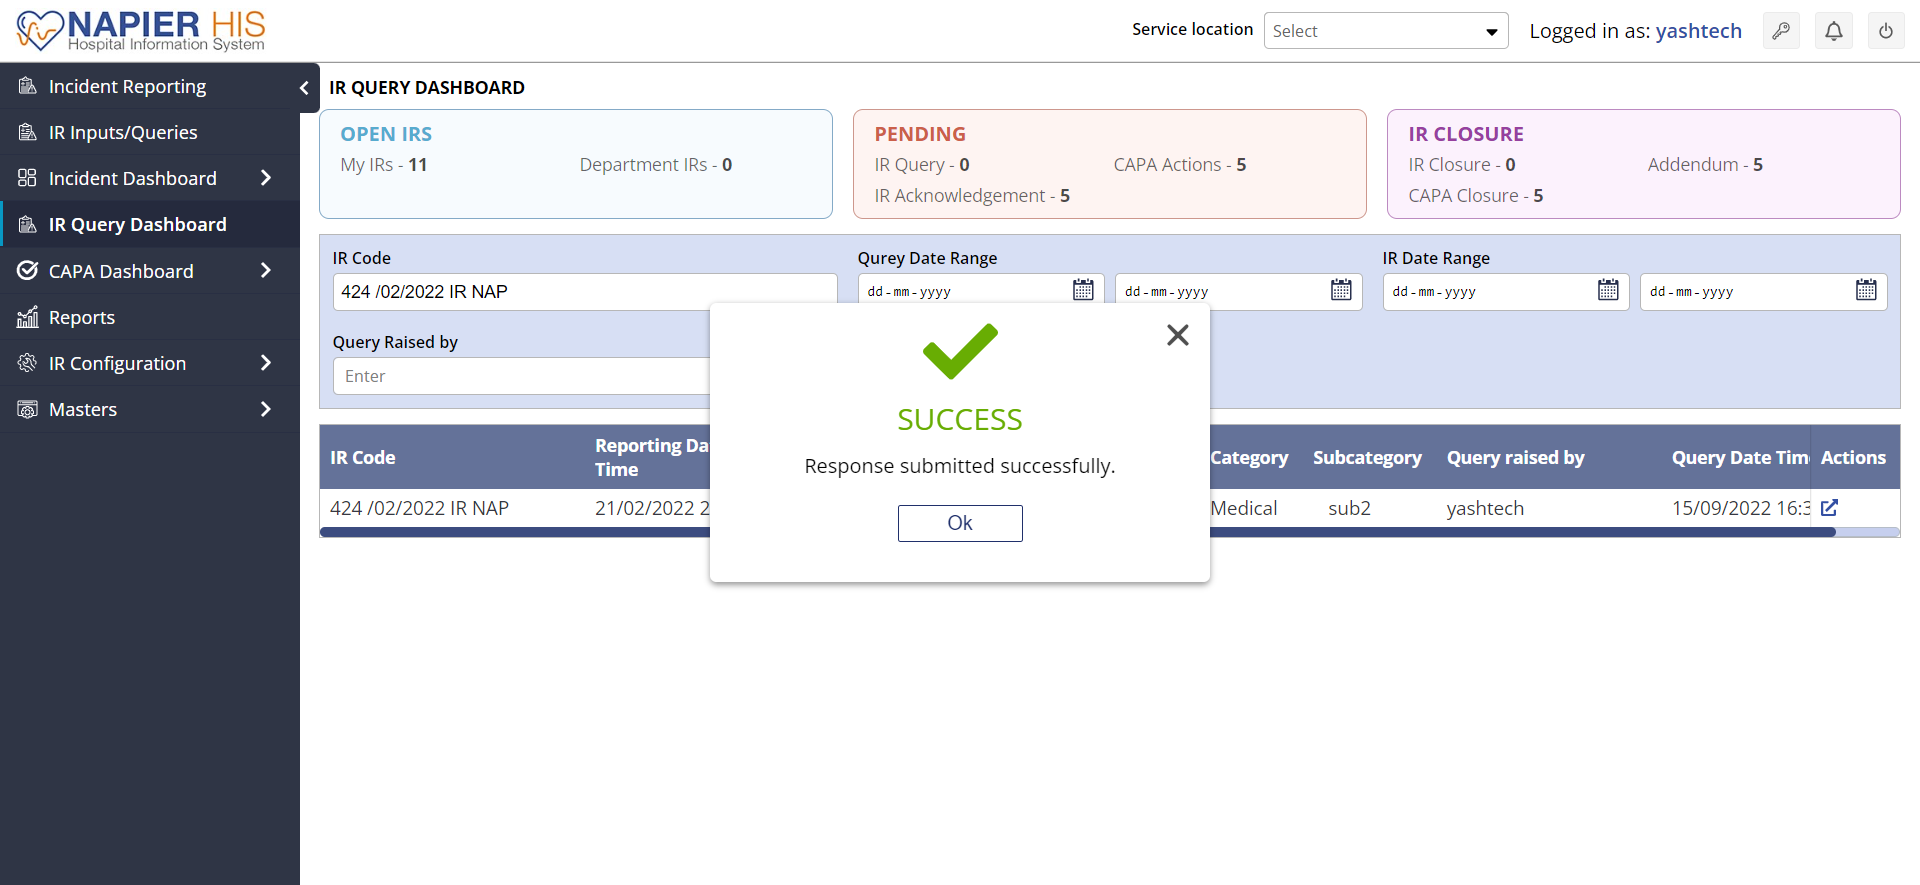 NAPIER HIS
Hospital Information System
Service location
Select
Logged in as: yashtech
Incident Reporting
IR Inputs/Queries
Incident Dashboard
IR Query Dashboard
CAPA Dashboard
Reports
IR Configuration
Masters
IR QUERY DASHBOARD
OPEN IRS
My IRs - 11
Department IRs - 0
PENDING
IR Query - 0
CAPA Actions - 5
IR Acknowledgement - 5
IR CLOSURE
IR Closure - 0
Addendum - 5
CAPA Closure - 5
IR Code
424 /02/2022 IR NAP
Qurey Date Range
dd-mm-yyyy
dd-mm-yyyy
IR Date Range
dd-mm-yyyy
dd-mm-yyyy
Query Raised by
Enter
SUCCESS
Response submitted successfully.
Ok
IR Code
Reporting Da
Time
Category
Subcategory
Query raised by
Query Date Tim
Actions
424 /02/2022 IR NAP
21/02/2022 2
Medical
sub2
yashtech
15/09/2022 16:3